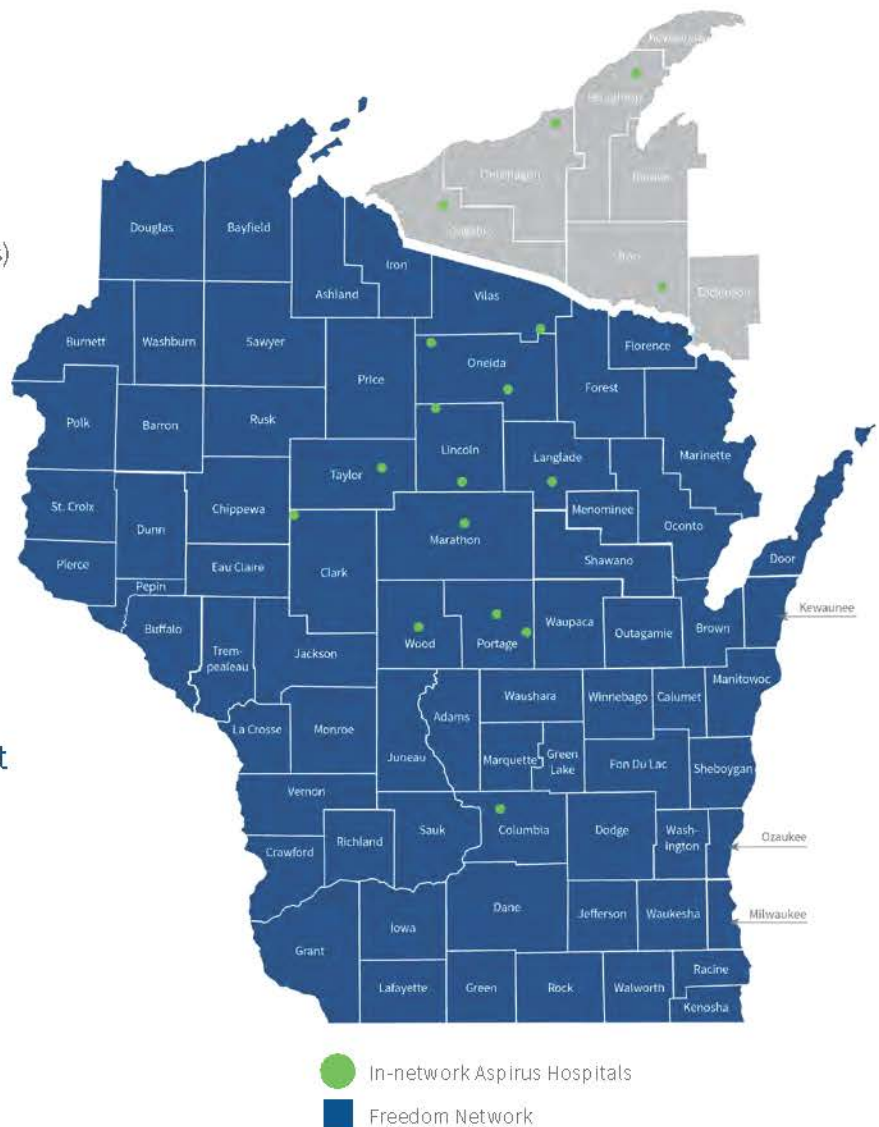 s)
t
Keweenaw
Houghton
Ontonagon
Baraga
Gogebic
Iron
Dickinson
Douglas
Bayfield
Iron
Ashland
Vilas
Burnett
Washburn
Sawyer
Florence
Oneida
Price
Forest
Polk
Barron
Rusk
Lincoln
Langlade
Marinette
Taylor
St. Croix
Chippewa
Menominee
Dunn
Oconto
Marathon
Pierce
Eau Claire
Clark
Shawano
Door
Pepin
Kewaunee
Buffalo
Waupaca
Brown
Wood
Portage
Outagamie
Trem-
pealeau
Jackson
Manitowoc
Waushara
Winnebago
Calumet
Adams
La Crosse
Monroe
Juneau
Marquette
Green
Lake
Fon Du Lac
Sheboygan
Vernon
Sauk
Columbia
Dodge
Wash-
ington
Ozaukee
Richland
Crawford
Dane
Jefferson
Waukesha
Milwaukee
Iowa
Grant
Racine
Lafayette
Green
Rock
Walworth
Kenosha
In-network Aspirus Hospitals
Freedom Network